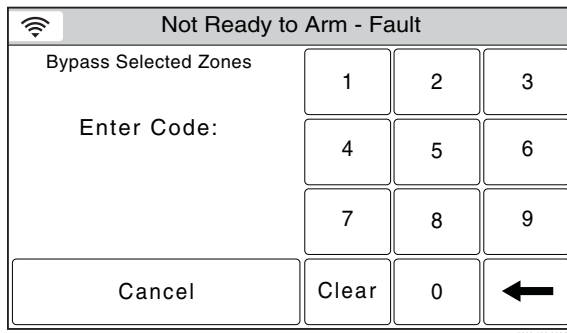 Not Ready to Arm - Fault
Bypass Selected Zones
Enter Code:
1 2 3
4 5 6
7 8 9
Cancel Clear 0